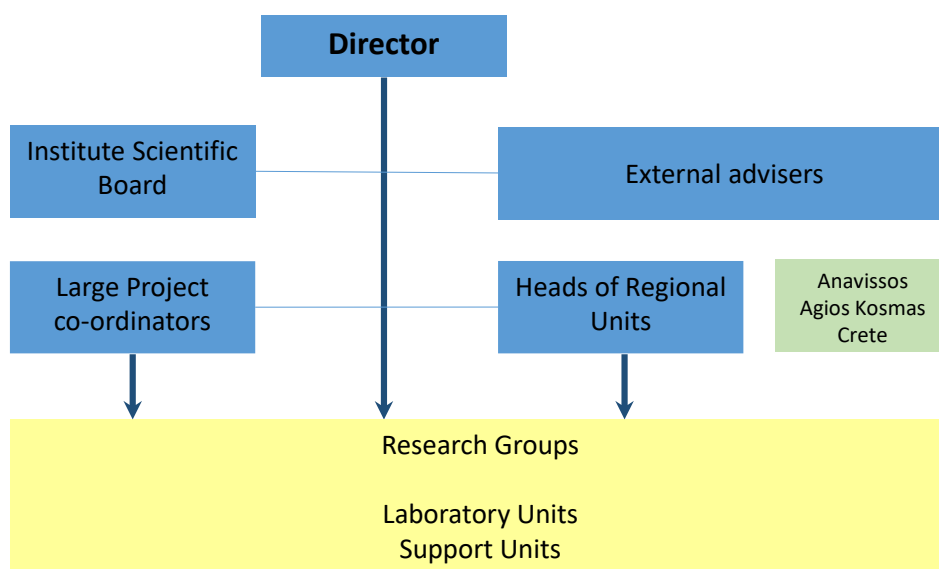 Director
Institute Scientific
Board
External advisers
Large Project
co-ordinators
Heads of Regional
Units
Anavissos
Agios Kosmas
Crete
Research Groups
Laboratory Units
Support Units